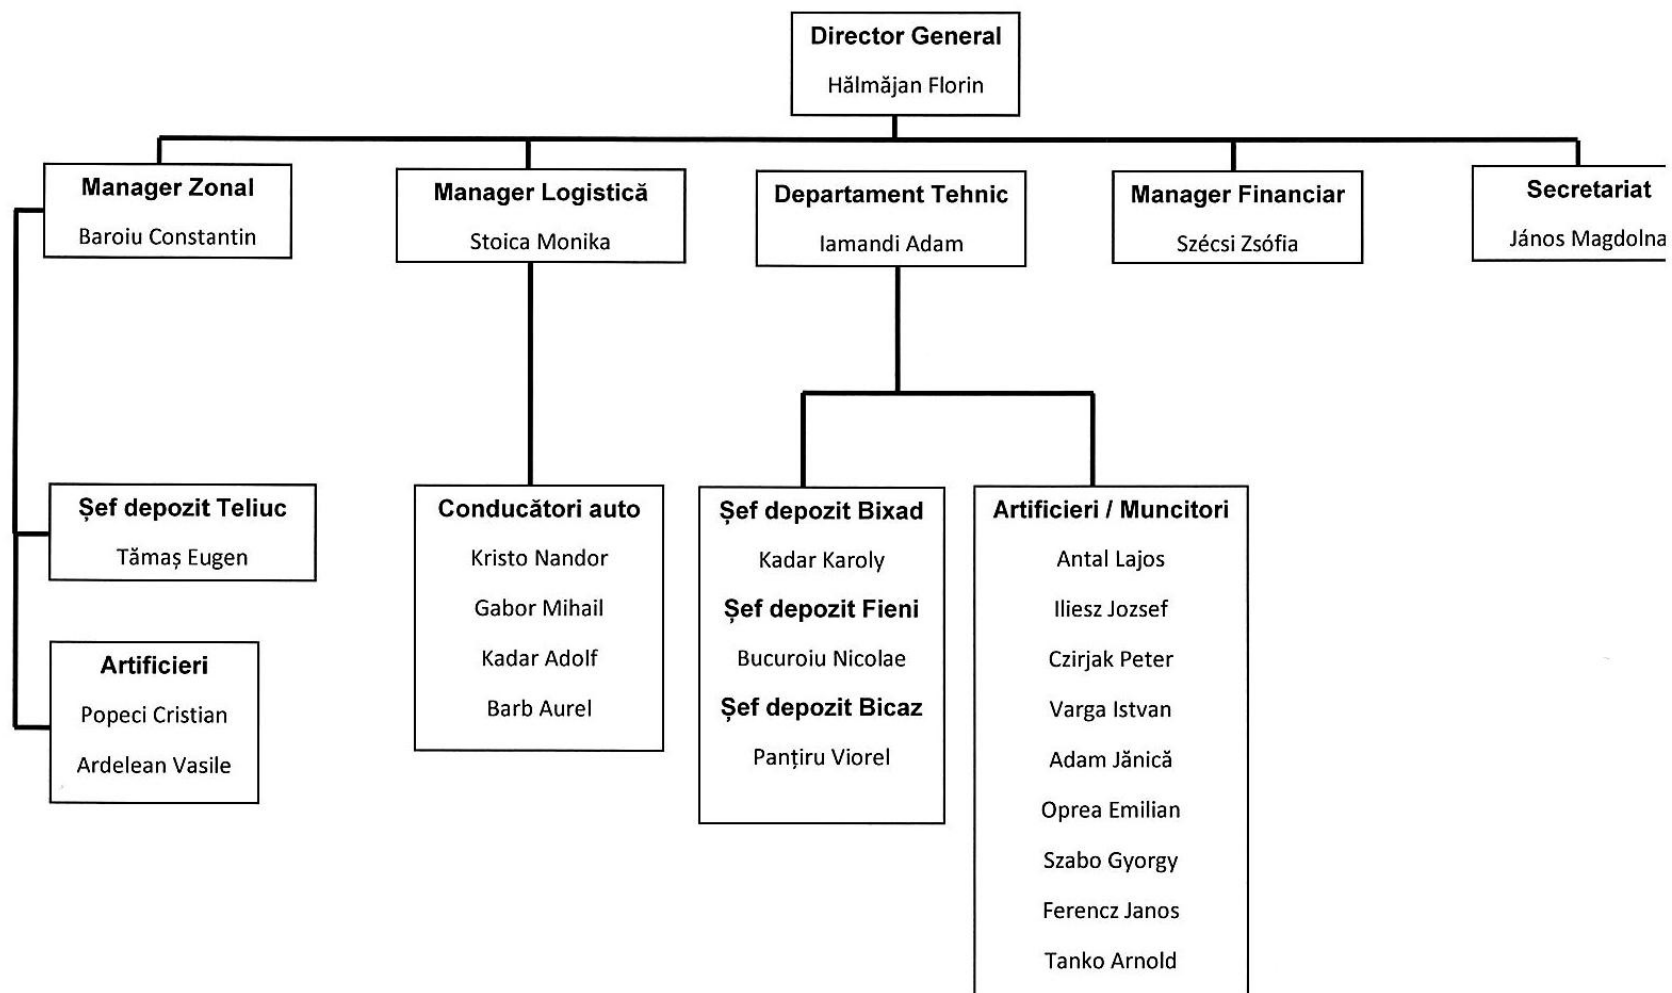 Director General
Hălmăjan Florin
Manager Zonal
Baroiu Constantin
Manager Logistică
Stoica Monika
Departament Tehnic
Iamandi Adam
Manager Financiar
Szécsi Zsófia
Secretariat
János Magdolna
Șef depozit Teliuc
Tămaș Eugen
Artificieri
Popeci Cristian
Ardelean Vasile
Conducători auto
Kristo Nandor
Gabor Mihail
Kadar Adolf
Barb Aurel
Șef depozit Bixad
Kadar Karoly
Șef depozit Fieni
Bucuroiu Nicolae
Șef depozit Bicaz
Panțiru Viorel
Artificieri / Muncitori
Antal Lajos
Iliesz Jozsef
Czirjak Peter
Varga Istvan
Adam Jănică
Oprea Emilian
Szabo Gyorgy
Ferencz Janos
Tanko Arnold